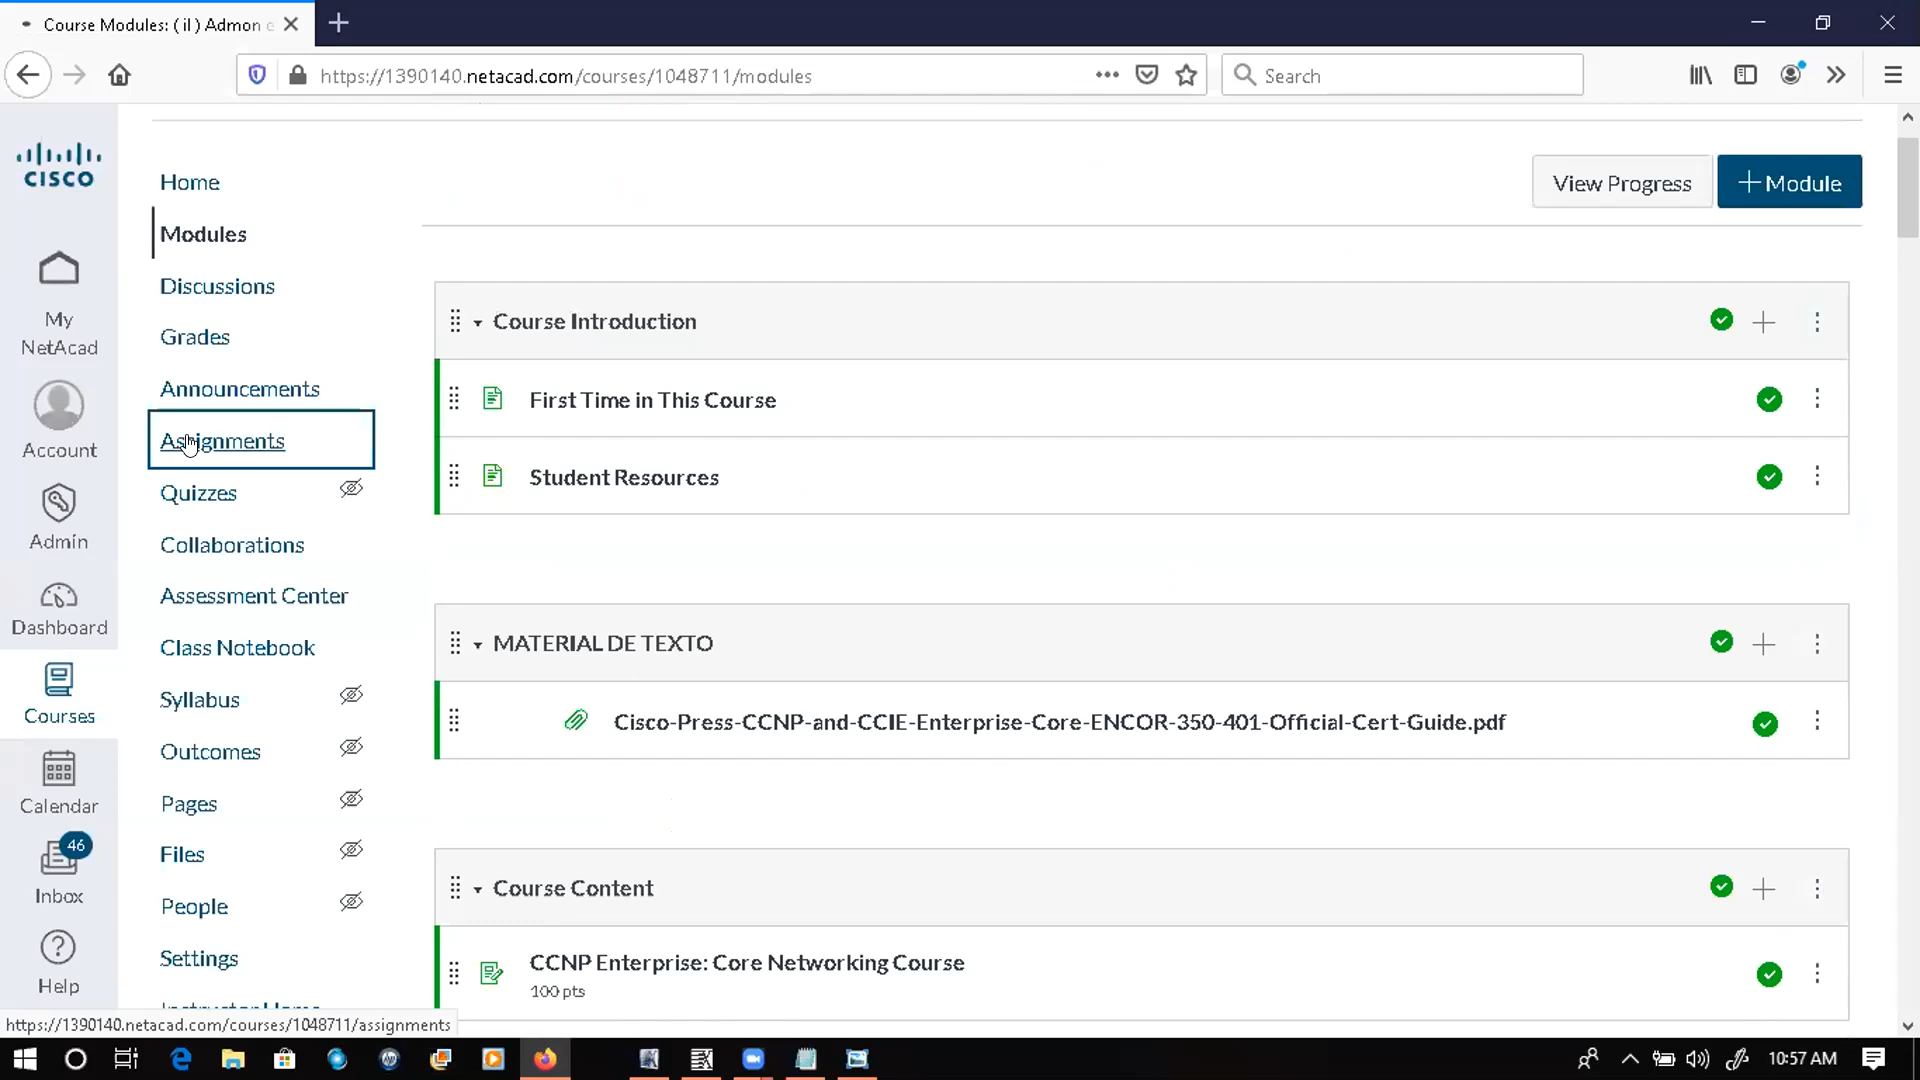 Course Modules: ( il ) Admon e
https://1390140.netacad.com/courses/1048711/modules
Search
CISCO
My
NetAcad
Account
Admin
Dashboard
Courses
Calendar
46
Inbox
Help
Home
Modules
Discussions
Grades
Announcements
Assignments
Quizzes
Collaborations
Assessment Center
Class Notebook
Syllabus
Outcomes
Pages
Files
People
Settings
Instructor Home
View Progress
+ Module
Course Introduction
First Time in This Course
Student Resources
MATERIAL DE TEXTO
Cisco-Press-CCNP-and-CCIE-Enterprise-Core-ENCOR-350-401-Official-Cert-Guide.pdf
Course Content
CCNP Enterprise: Core Networking Course
100 pts
https://1390140.netacad.com/courses/1048711/assignments
10:57 AM